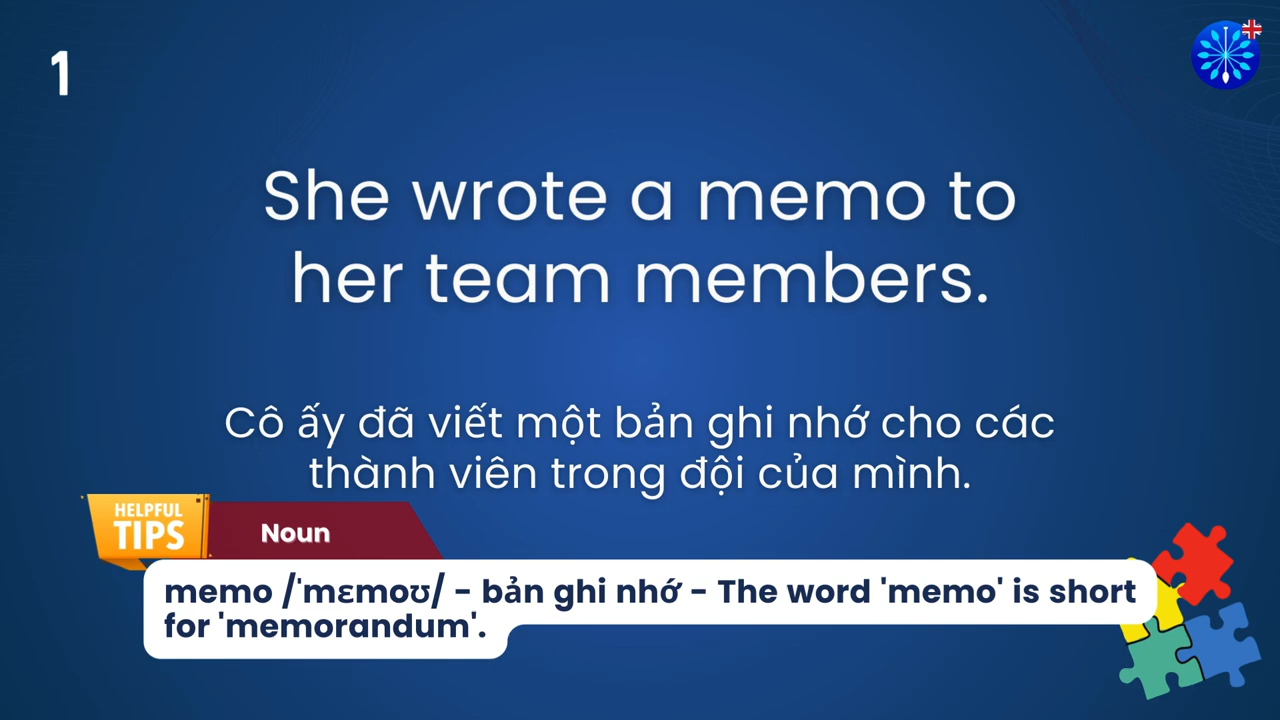 1
She wrote a memo to
her team members.
Cô ấy đã viết một bản ghi nhớ cho các
thành viên trong đội của mình.
HELPFUL
TIPS
Noun
memo /ˈmɛmoʊ/ - bản ghi nhớ - The word 'memo' is short
for 'memorandum'.